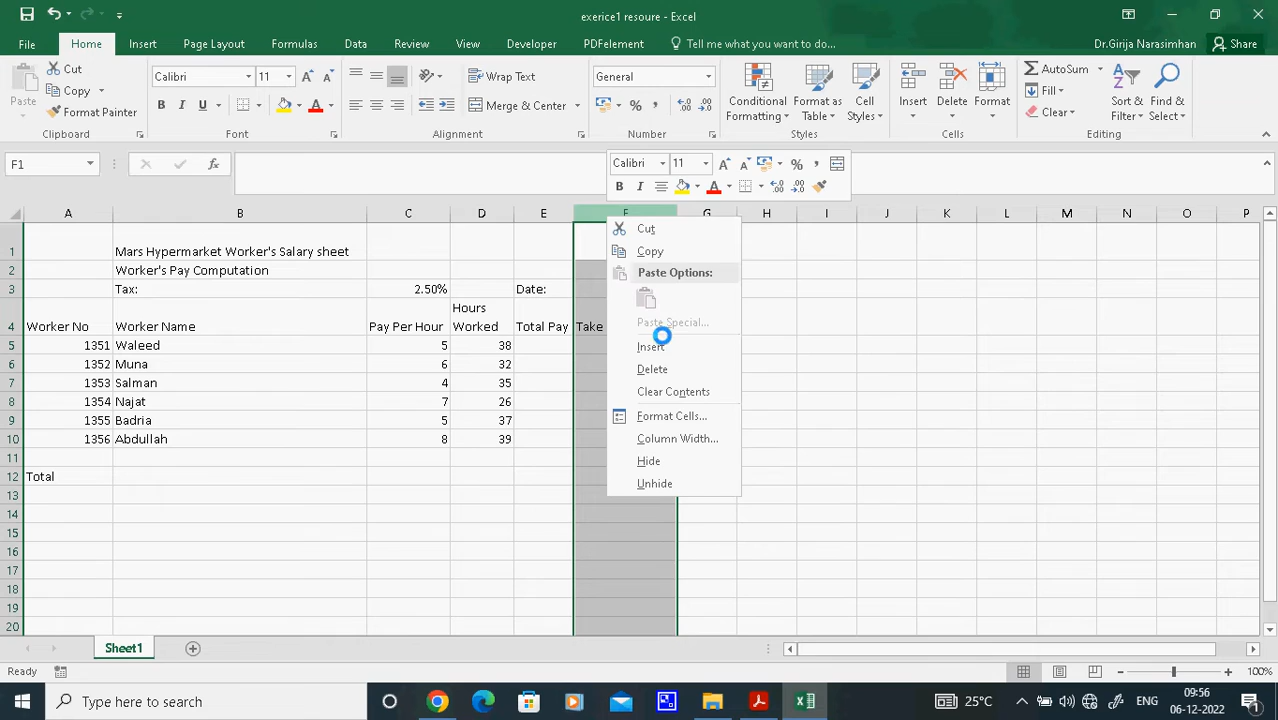 exerice1 resoure - Excel
File Home Insert Page Layout Formulas Data Review View Developer PDFelement Tell me what you want to do... Dr.Girija Narasimhan Share
Paste Cut Copy Format Painter
Calibri 11
B I U
Wrap Text
Merge & Center
General
%
Conditional Formatting
Format as Table
Cell Styles
Insert Delete Format
AutoSum
Fill
Clear
Sort & Filter
Find & Select
Clipboard Font Alignment Number Styles Cells Editing
F1 fx
Calibri 11 A A % ,
B I A
A B C D E F G H I J K L M N O P
1 Mars Hypermarket Worker's Salary sheet
2 Worker's Pay Computation
3 Tax: 2.50% Date:
4 Worker No Worker Name Pay Per Hour Hours Worked Total Pay Take
5 1351 Waleed 5 38
6 1352 Muna 6 32
7 1353 Salman 4 35
8 1354 Najat 7 26
9 1355 Badria 5 37
10 1356 Abdullah 8 39
11
12 Total
13
14
15
16
17
18
19
20
Cut
Copy
Paste Options:
Paste Special...
Insert
Delete
Clear Contents
Format Cells...
Column Width...
Hide
Unhide
Sheet1
Ready 100%
Type here to search 25°C ENG 09:56
06-12-2022 1